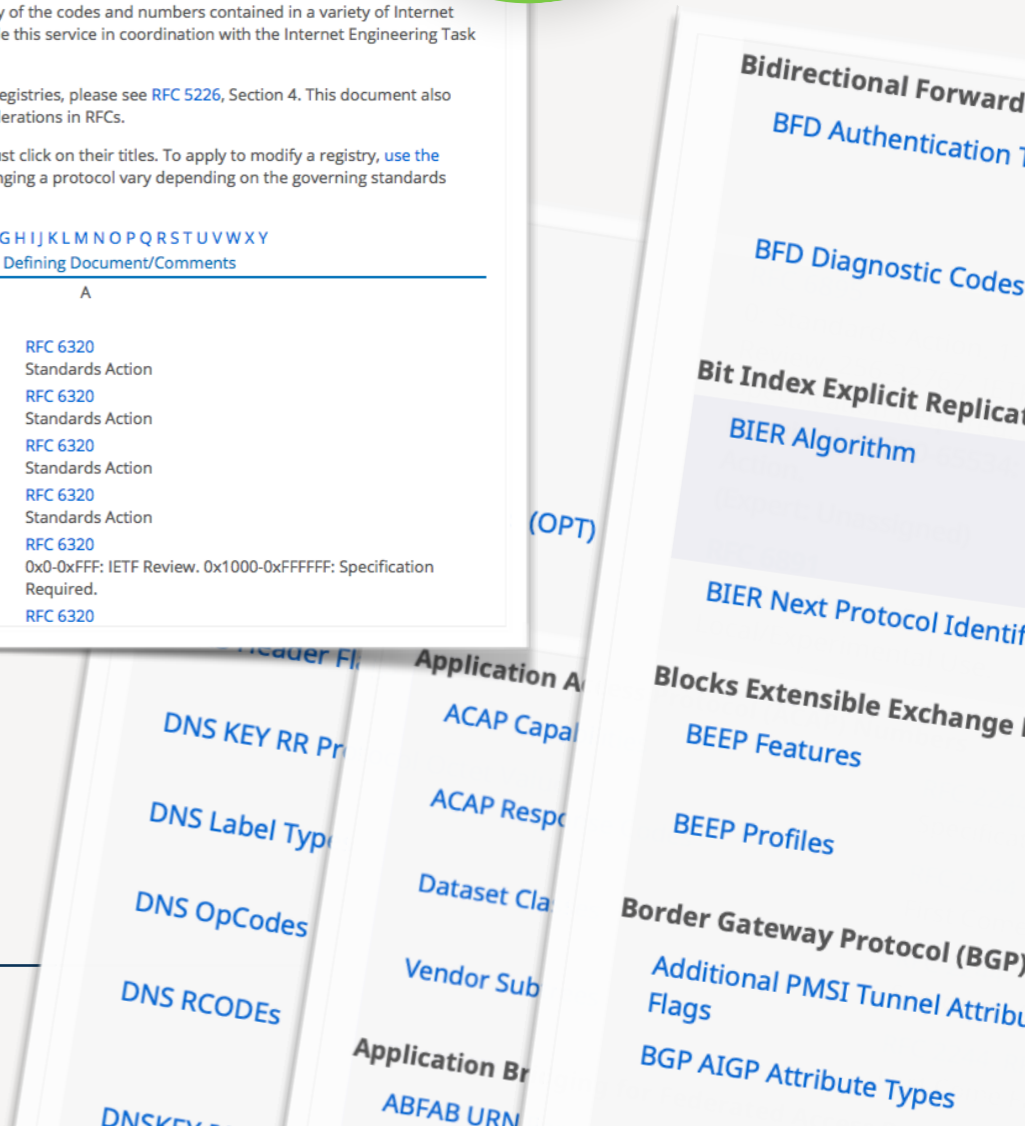 y of the codes and numbers contained in a variety of Internet
e this service in coordination with the Internet Engineering Task
egistries, please see RFC 5226, Section 4. This document also
erations in RFCs.
ust click on their titles. To apply to modify a registry, use the
nging a protocol vary depending on the governing standards
G H I J K L M N O P Q R S T U V W X Y
Defining Document/Comments
A
RFC 6320
Standards Action
RFC 6320
Standards Action
RFC 6320
Standards Action
RFC 6320
Standards Action
RFC 6320
0x0-0xFFF: IETF Review. 0x1000-0xFFFFFF: Specification
Required.
RFC 6320
(OPT)
DNS KEY RR Pr
DNS Label Typ
DNS OpCodes
DNS RCODEs
Application A
ACAP Capal
ACAP Resp
Dataset Cla
Vendor Sub
Application Br
ABFAB URN
Bidirectional Forward
BFD Authentication T
BFD Diagnostic Codes
Bit Index Explicit Replicat
BIER Algorithm
BIER Next Protocol Identif
Blocks Extensible Exchange
BEEP Features
BEEP Profiles
Border Gateway Protocol (BGP)
Additional PMSI Tunnel Attribu
Flags
BGP AIGP Attribute Types